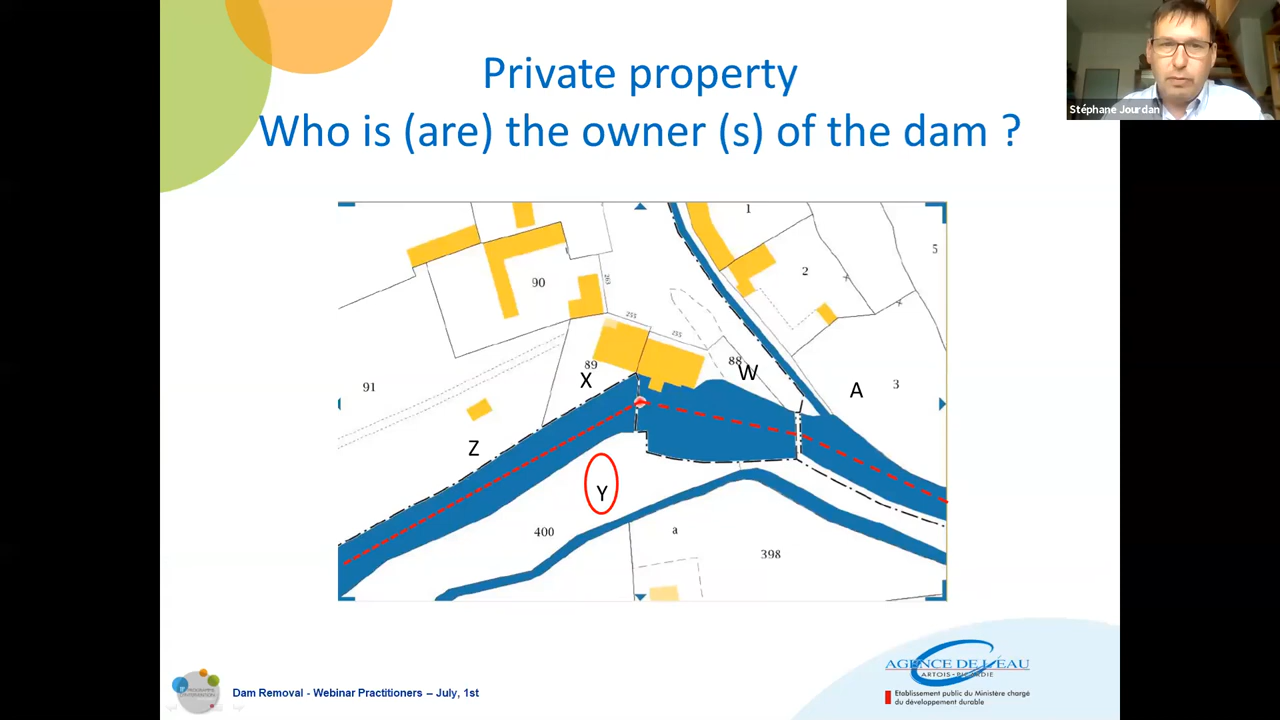 Private property
Who is (are) the owner (s) of the dam ?
Stéphane Jourdan
1
5
2
90
88
89
X
W
A
3
91
Z
Y
400
a
398
AGENCE DE L'EAU
ARTOIS-PICARDIE
Etablissement public du Ministère chargé
du développement durable
Dam Removal - Webinar Practitioners – July, 1st